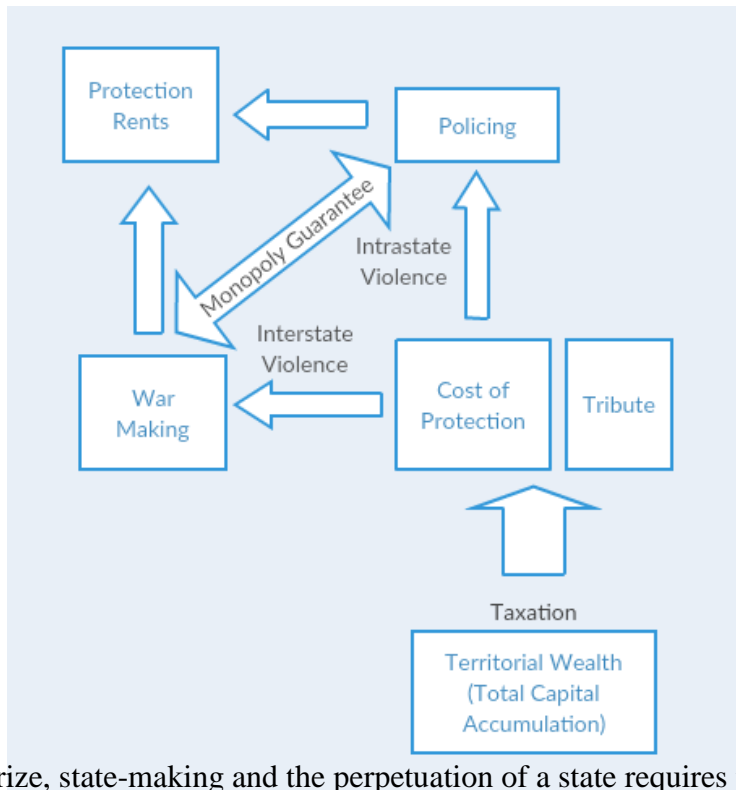 Protection
Rents
Policing
Monopoly Guarantee
Intrastate
Violence
Interstate
Violence
War
Making
Cost of
Protection
Tribute
Taxation
Territorial Wealth
(Total Capital
Accumulation)
state-making and the perpetuation of a state requires